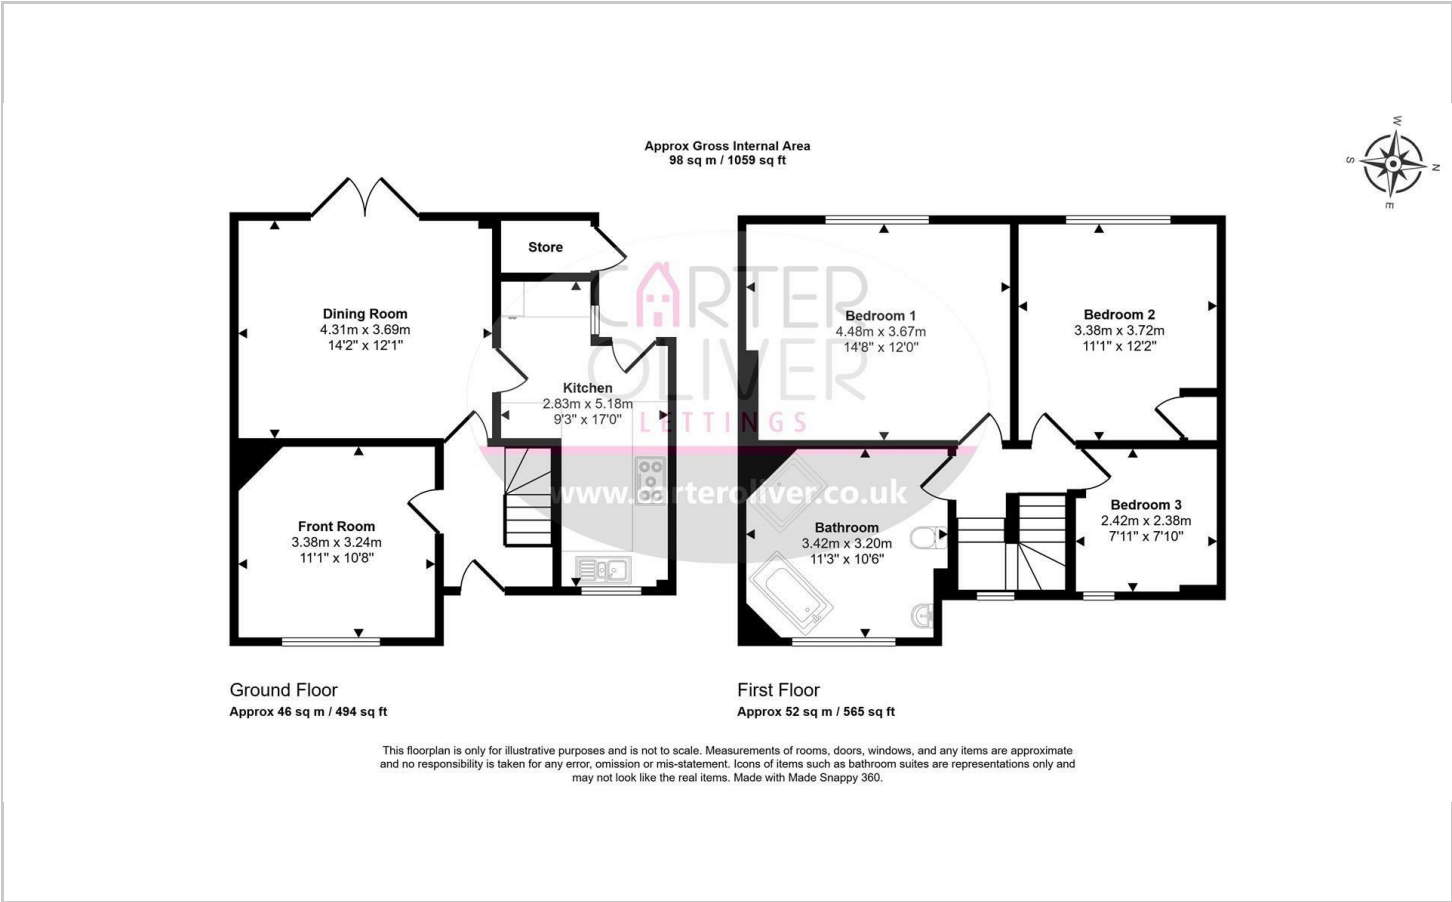 Approx Gross Internal Area
98 sq m / 1059 sq ft
W
S
N
E
Store
Dining Room
4.31m x 3.69m
14'2" x 12'1"
Kitchen
2.83m x 5.18m
9'3" x 17'0"
Front Room
3.38m x 3.24m
11'1" x 10'8"
Bedroom 1
4.48m x 3.67m
14'8" x 12'0"
Bedroom 2
3.38m x 3.72m
11'1" x 12'2"
Bathroom
3.42m x 3.20m
11'3" x 10'6"
Bedroom 3
2.42m x 2.38m
7'11" x 7'10"
CARTER
OLIVER
LETTINGS
www.carteroliver.co.uk
Ground Floor
Approx 46 sq m / 494 sq ft
First Floor
Approx 52 sq m / 565 sq ft
This floorplan is only for illustrative purposes and is not to scale. Measurements of rooms, doors, windows, and any items are approximate
and no responsibility is taken for any error, omission or mis-statement. Icons of items such as bathroom suites are representations only and
may not look like the real items. Made with Made Snappy 360.